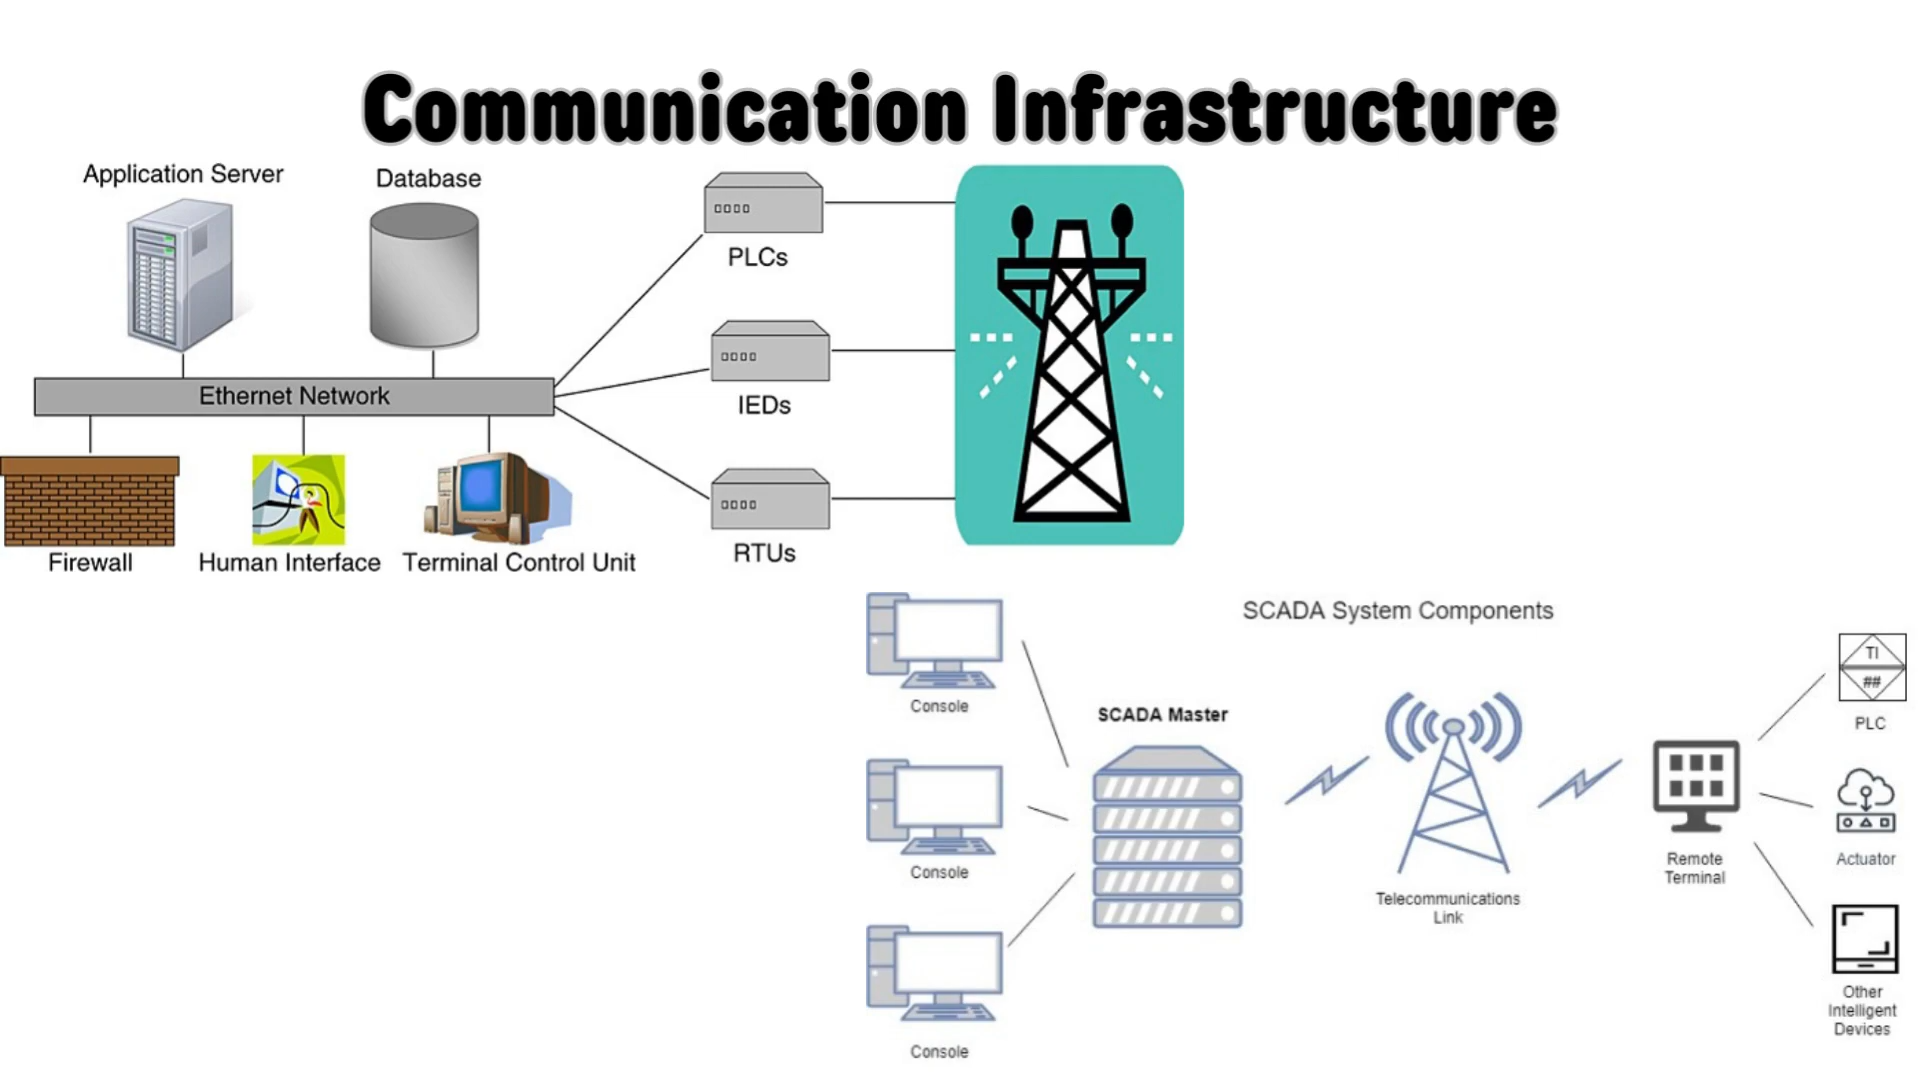 Communication Infrastructure
Application Server
Database
PLCs
Ethernet Network
IEDs
Firewall
Human Interface
Terminal Control Unit
RTUs
SCADA System Components
Console
SCADA Master
TI
##
PLC
Console
Telecommunications
Link
Remote
Terminal
Actuator
Other
Intelligent
Devices
Console